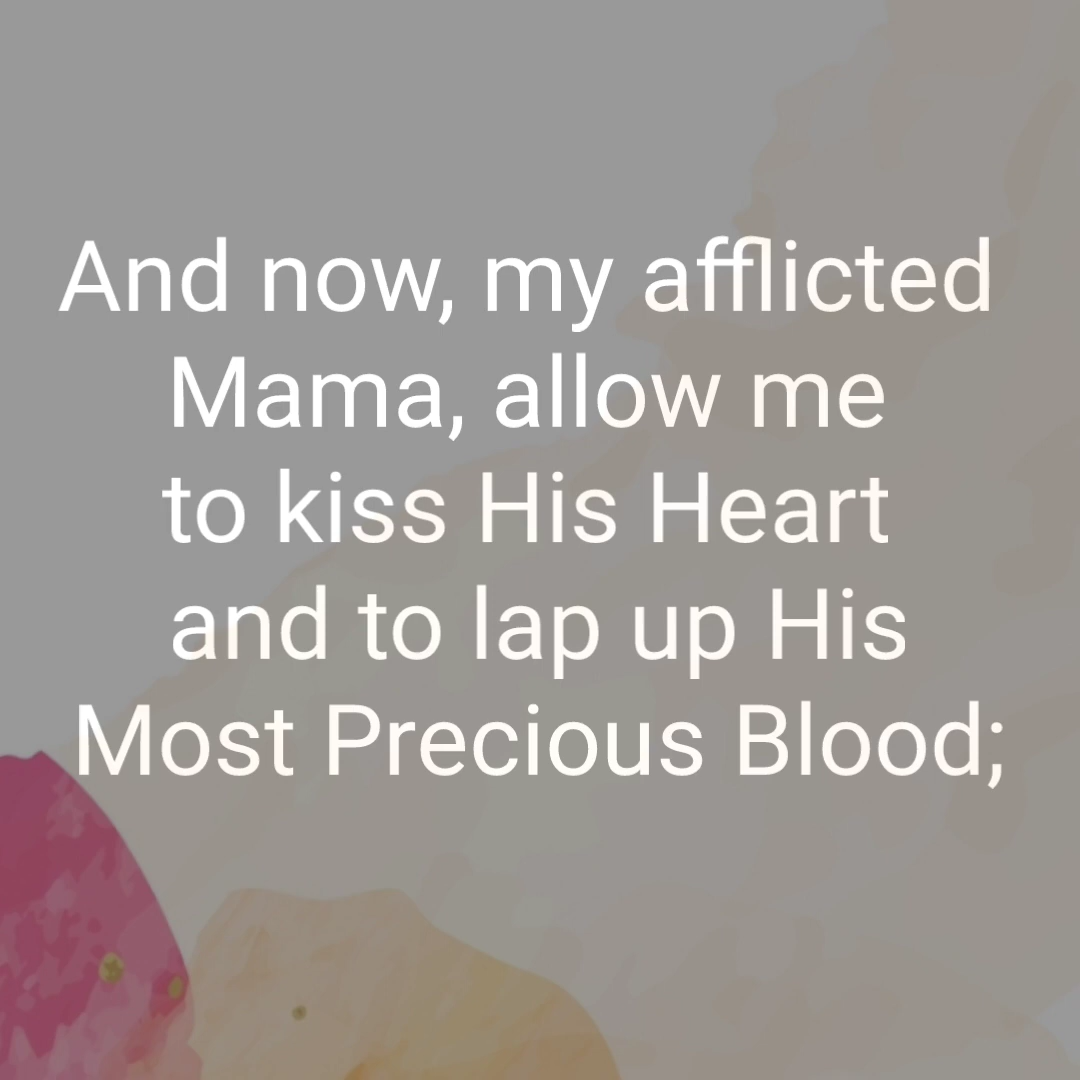 And now, my afflicted
Mama, allow me
to kiss His Heart
and to lap up His
Most Precious Blood;